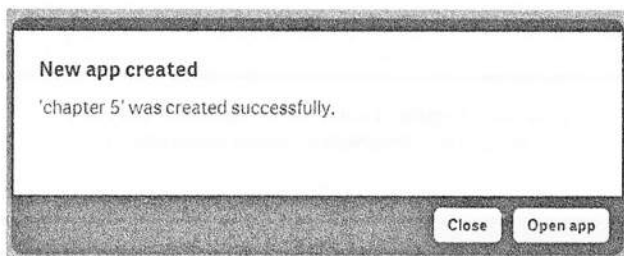 New app created
'chapter 5' was created successfully.
Close
Open app